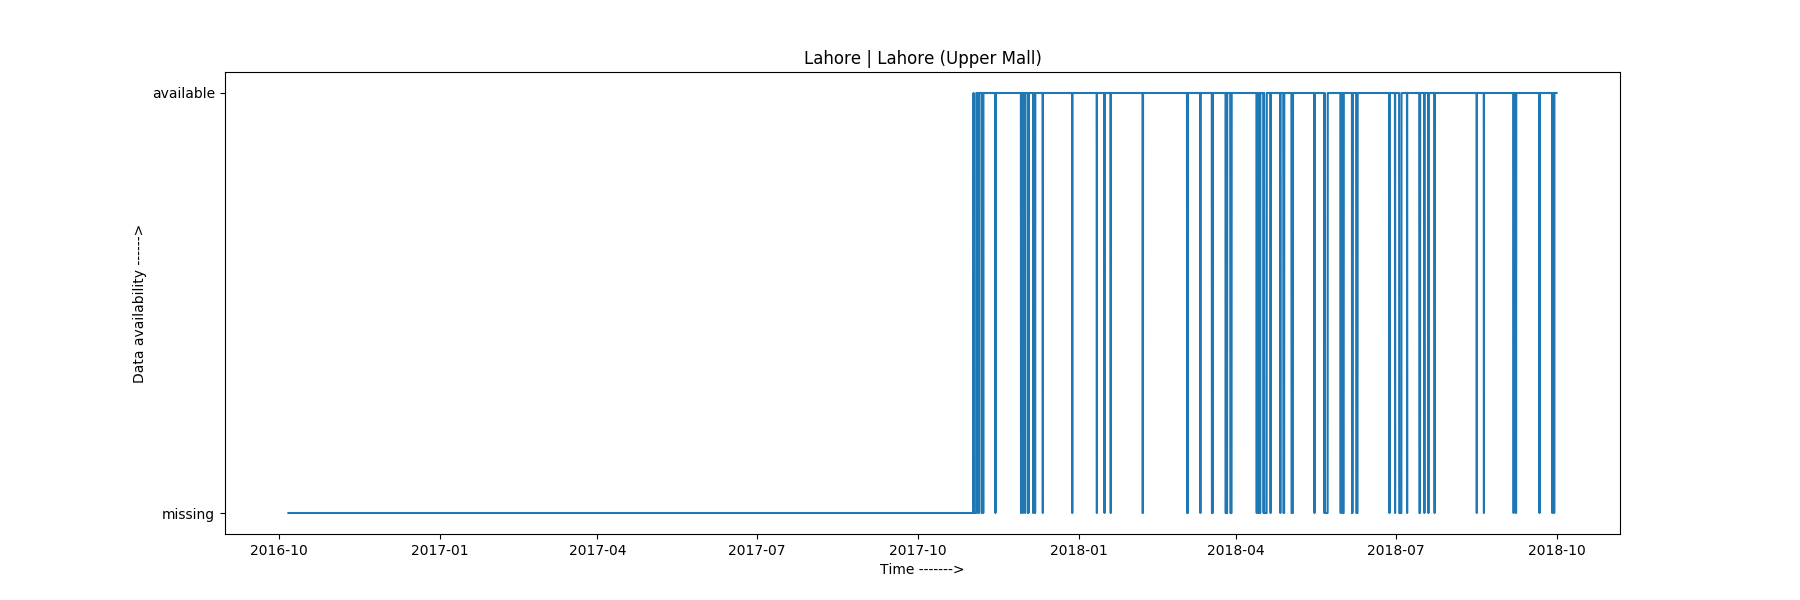 Lahore | Lahore (Upper Mall)
available
missing
Data availability ------>
2016-10 2017-01 2017-04 2017-07 2017-10 2018-01 2018-04 2018-07 2018-10
Time ------->